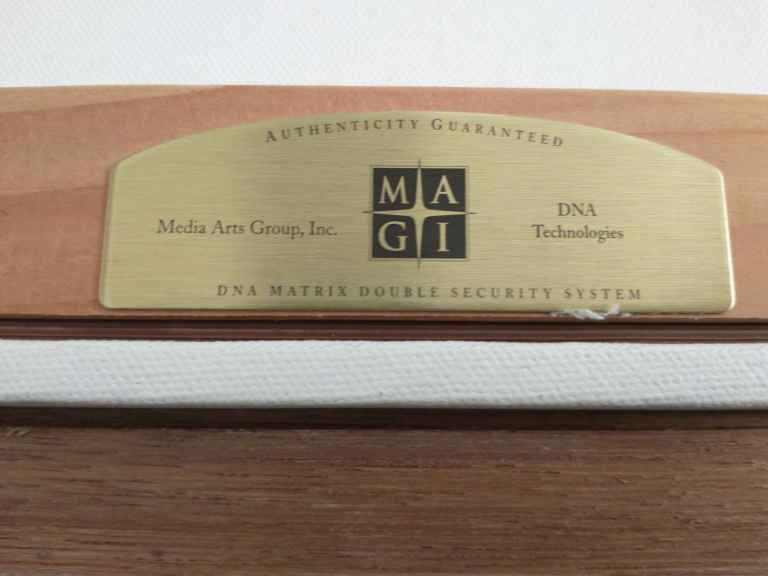 AUTHENTICITY GUARANTEED
MA
GI
Media Arts Group, Inc.
DNA
Technologies
DNA MATRIX DOUBLE SECURITY SYSTEM